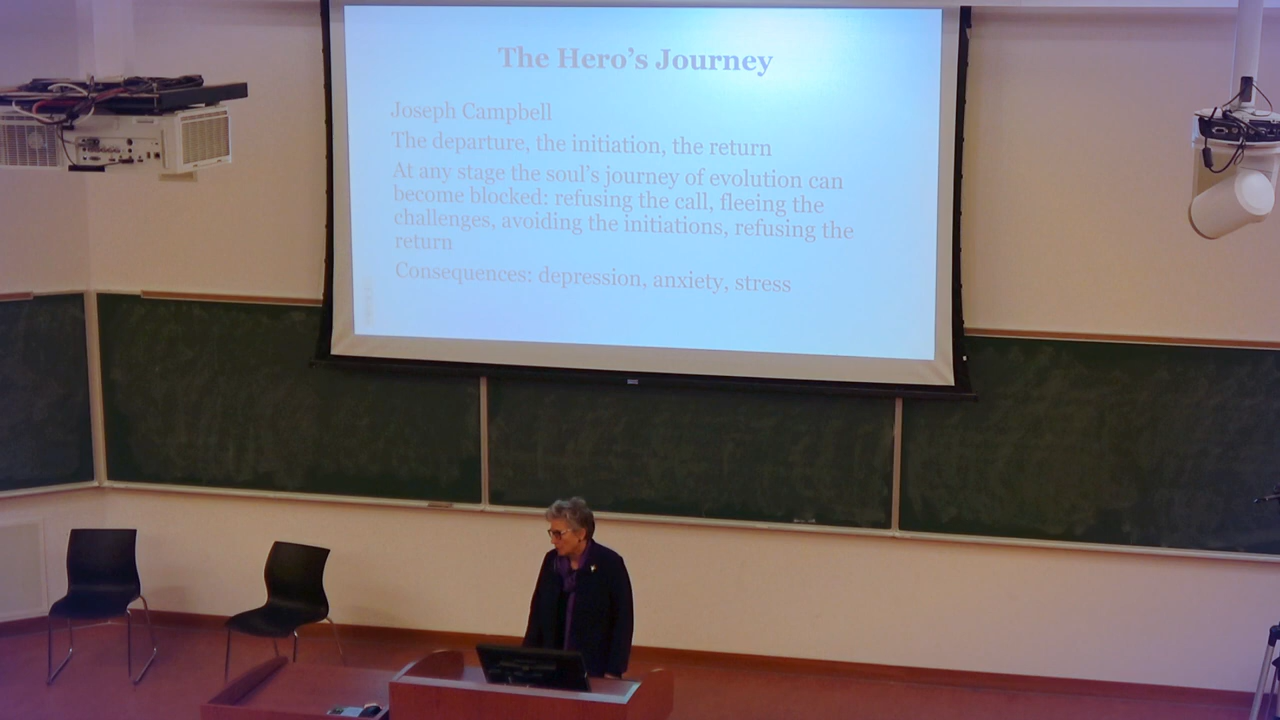 The Hero's Journey
Joseph Campbell
The departure, the initiation, the return
At any stage the soul's journey of evolution can
become blocked: refusing the call, fleeing the
challenges, avoiding the initiations, refusing the
return
Consequences: depression, anxiety, stress